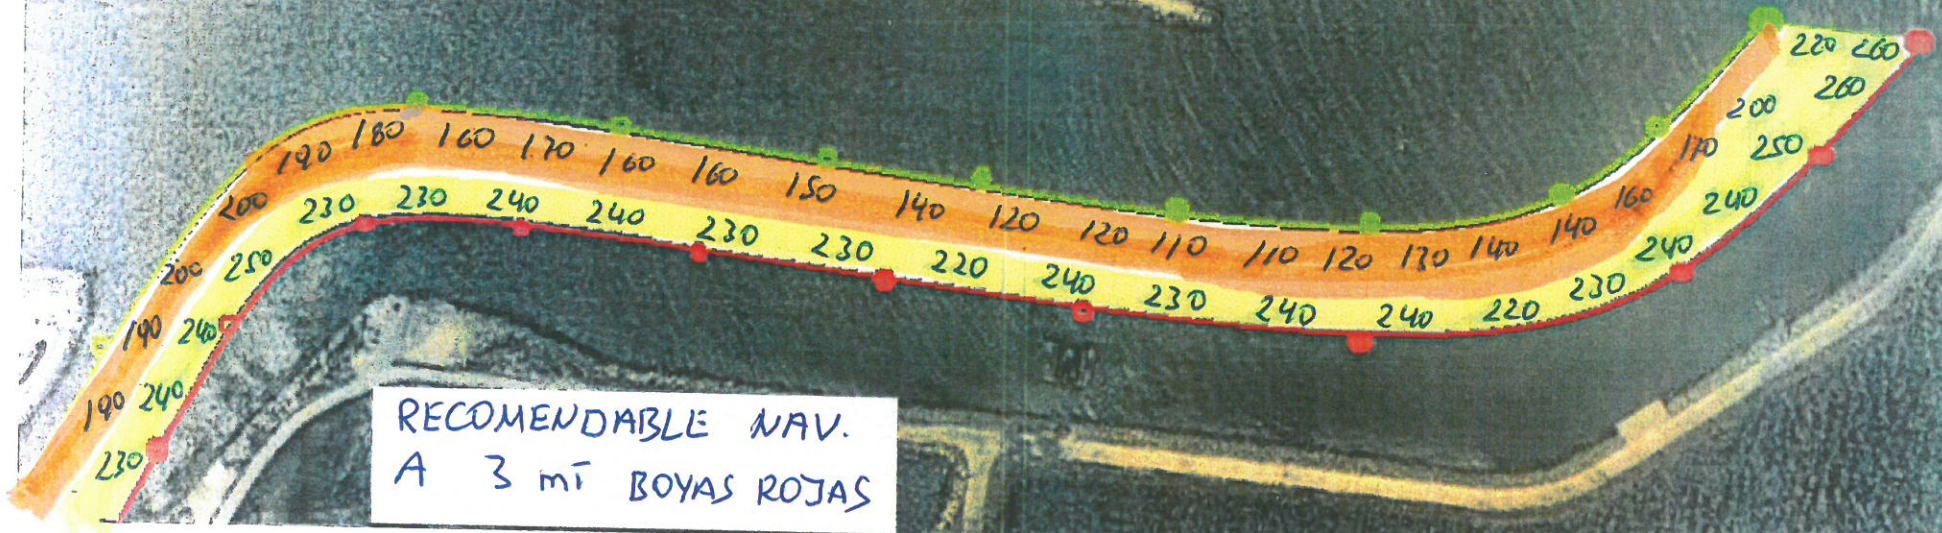 220 260
200 260
190 180 160 170 160 160 150 140 120 120 110 110 120 130 140 140 160 170 250
200 230 230 240 240 230 230 220 240 230 240 240 220 230 240 240
200 250
190 240
190 240
230
RECOMENDABLE NAV.
A 3 mt BOYAS ROJAS